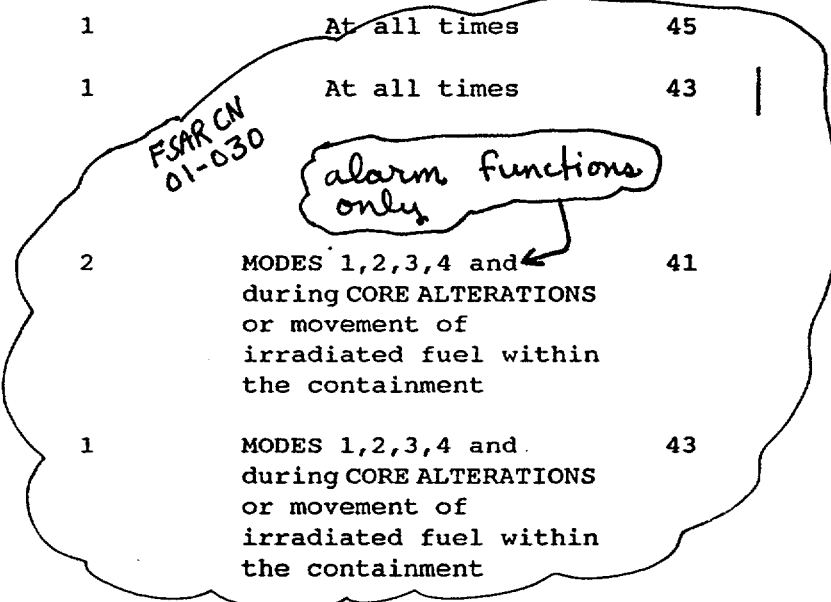 1 At all times 45
1 At all times 43
FSAR CN
01-030
alarm functions
only
2 MODES 1,2,3,4 and 41
during CORE ALTERATIONS
or movement of
irradiated fuel within
the containment
1 MODES 1,2,3,4 and 43
during CORE ALTERATIONS
or movement of
irradiated fuel within
the containment